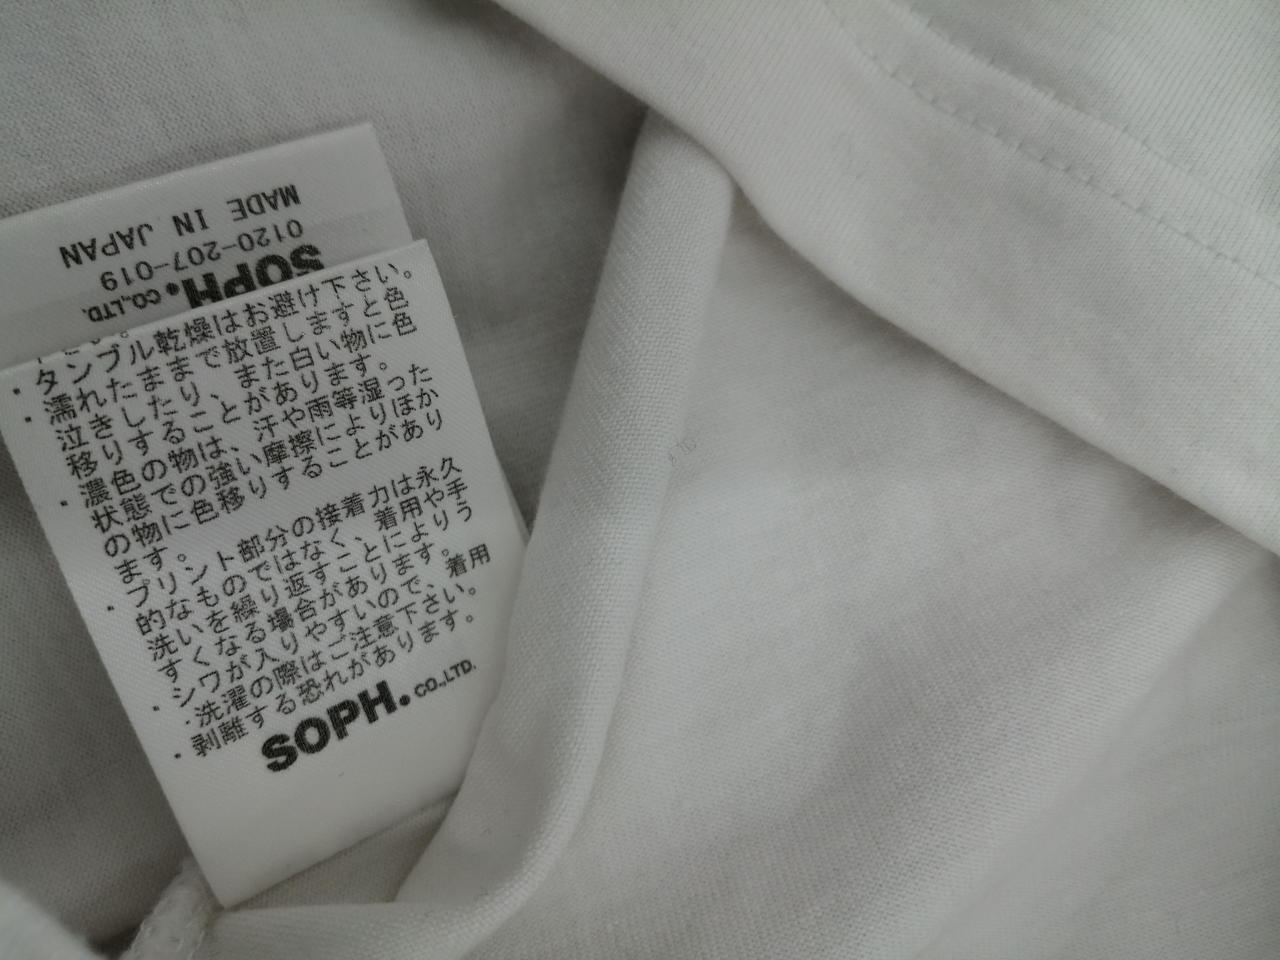 MADE IN JAPAN
0120-207-019
SOPH. CO.,LTD.
・タンブル乾燥はお避け下さい。
・濡れたままで放置しますと色
泣きしたり、また白い物に色
移りすることがあります。
・濃色の物は、汗や雨等湿った
状態での強い摩擦によりほか
の物に色移りすることがあり
ます。
・プリント部分の接着力は永久
的なものではなく、着用や手
洗いを繰り返すことによりう
すくなる場合があります。
・シワが入りやすいので、着用
・洗濯の際はご注意下さい。
・剥離する恐れがあります。
SOPH. CO.,LTD.